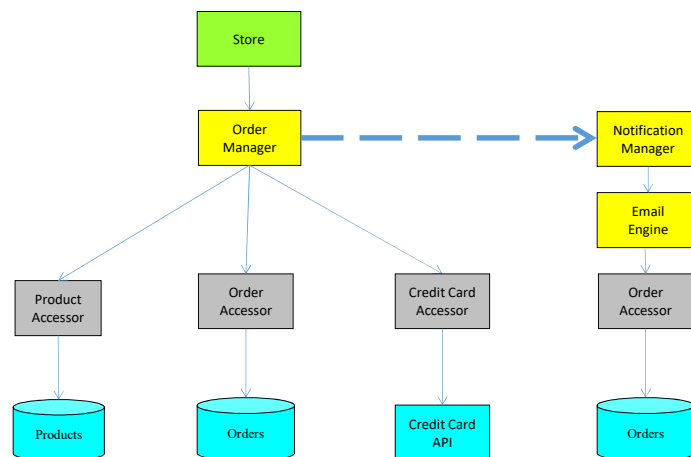 Store
Order
Manager
Notification
Manager
Email
Engine
Product
Accessor
Order
Accessor
Credit Card
Accessor
Order
Accessor
Products
Orders
Credit Card
API
Orders